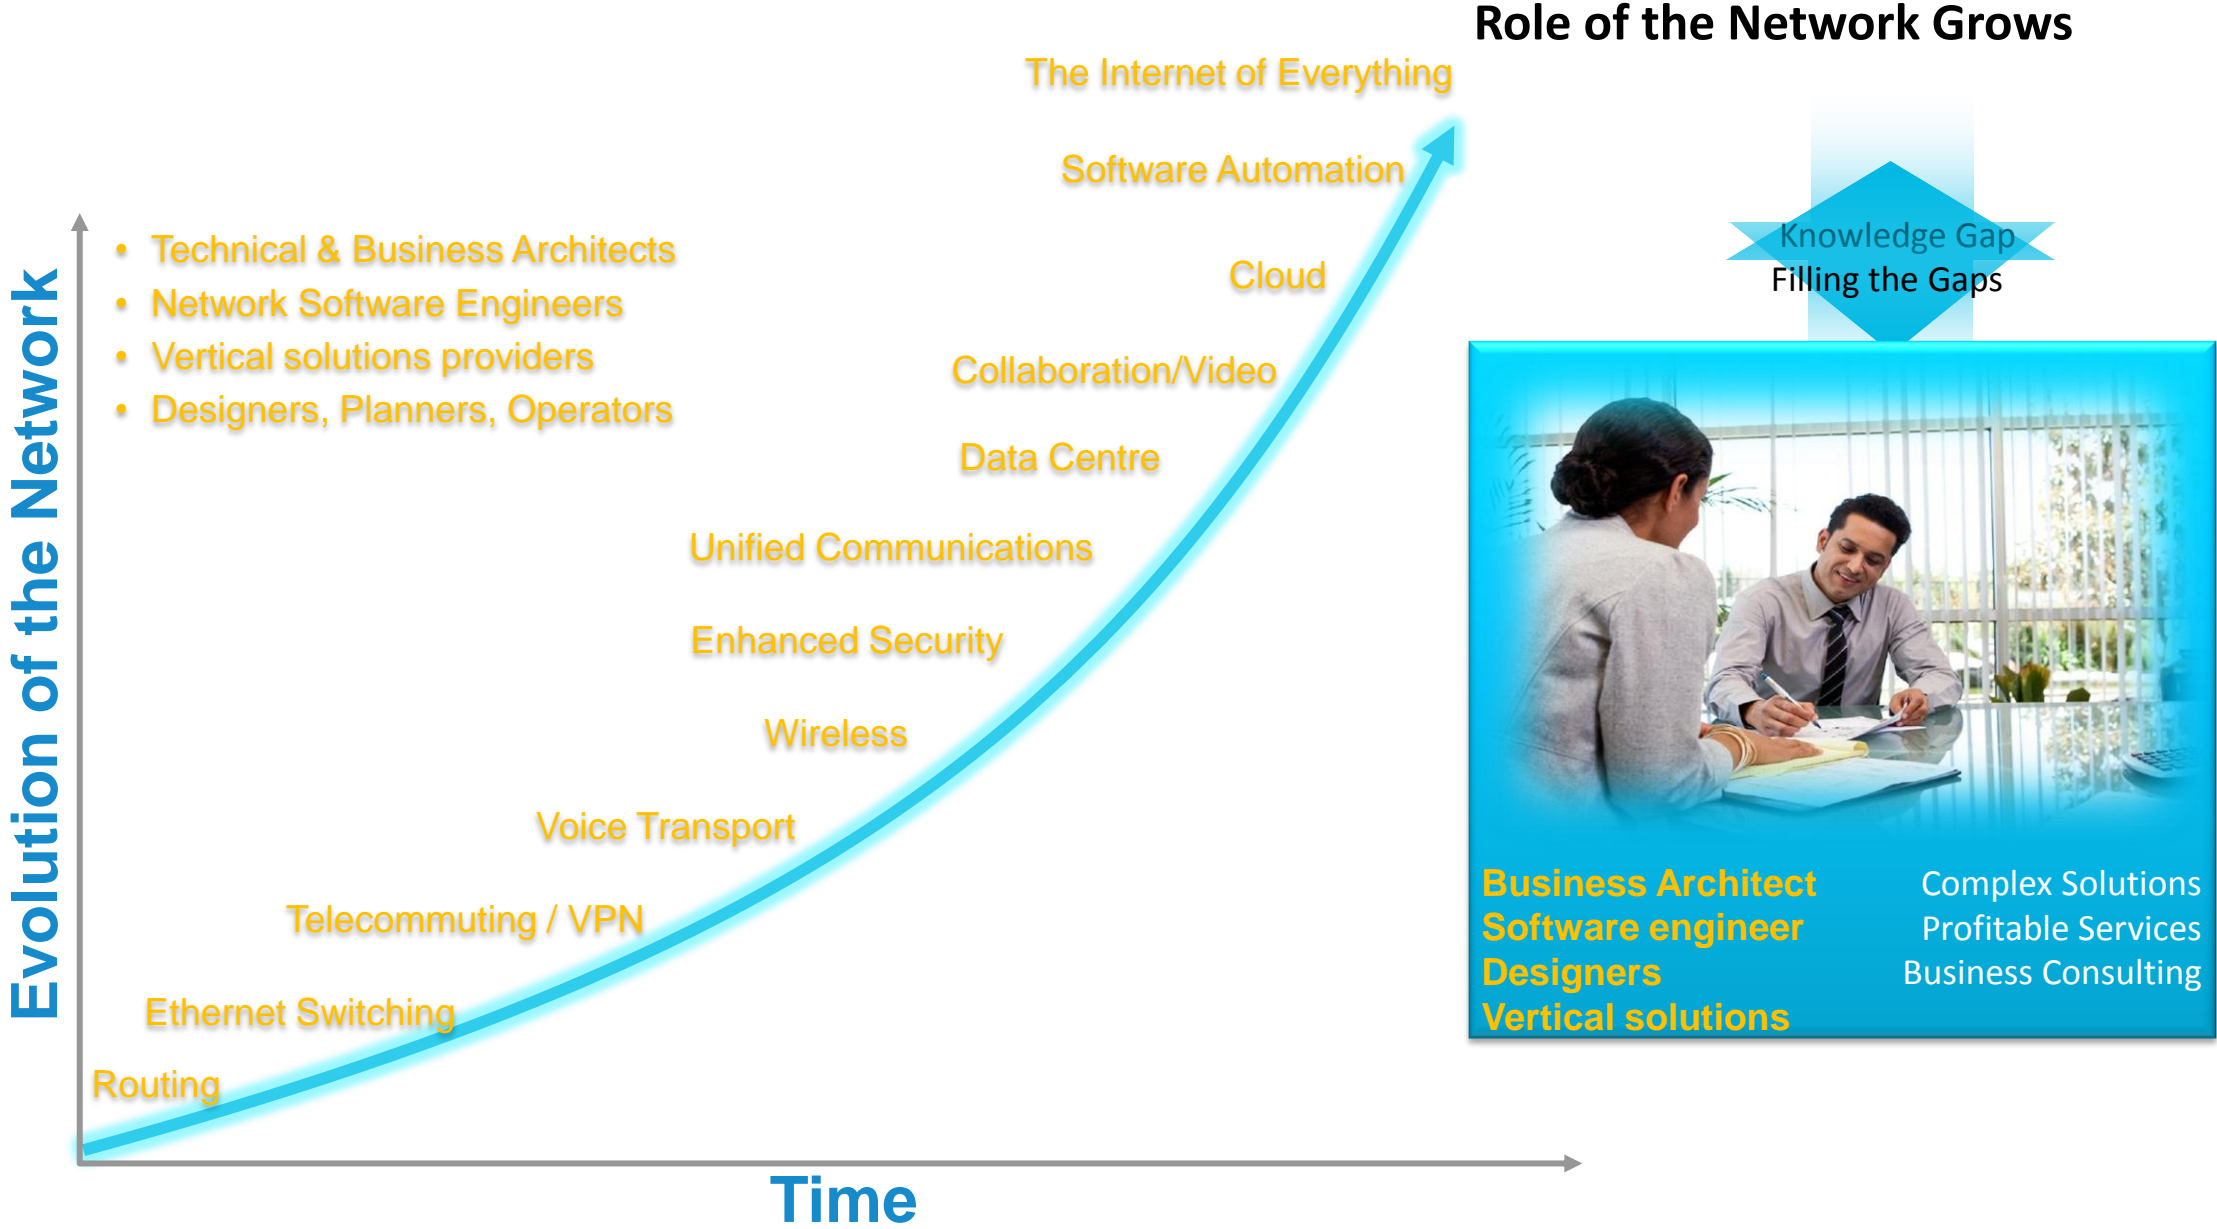 Role of the Network Grows
The Internet of Everything
Software Automation
Cloud
Collaboration/Video
Data Centre
Unified Communications
Enhanced Security
Wireless
Voice Transport
Telecommuting / VPN
Ethernet Switching
Routing
• Technical & Business Architects
• Network Software Engineers
• Vertical solutions providers
• Designers, Planners, Operators
Evolution of the Network
Time
Knowledge Gap
Filling the Gaps
Business Architect
Software engineer
Designers
Vertical solutions
Complex Solutions
Profitable Services
Business Consulting